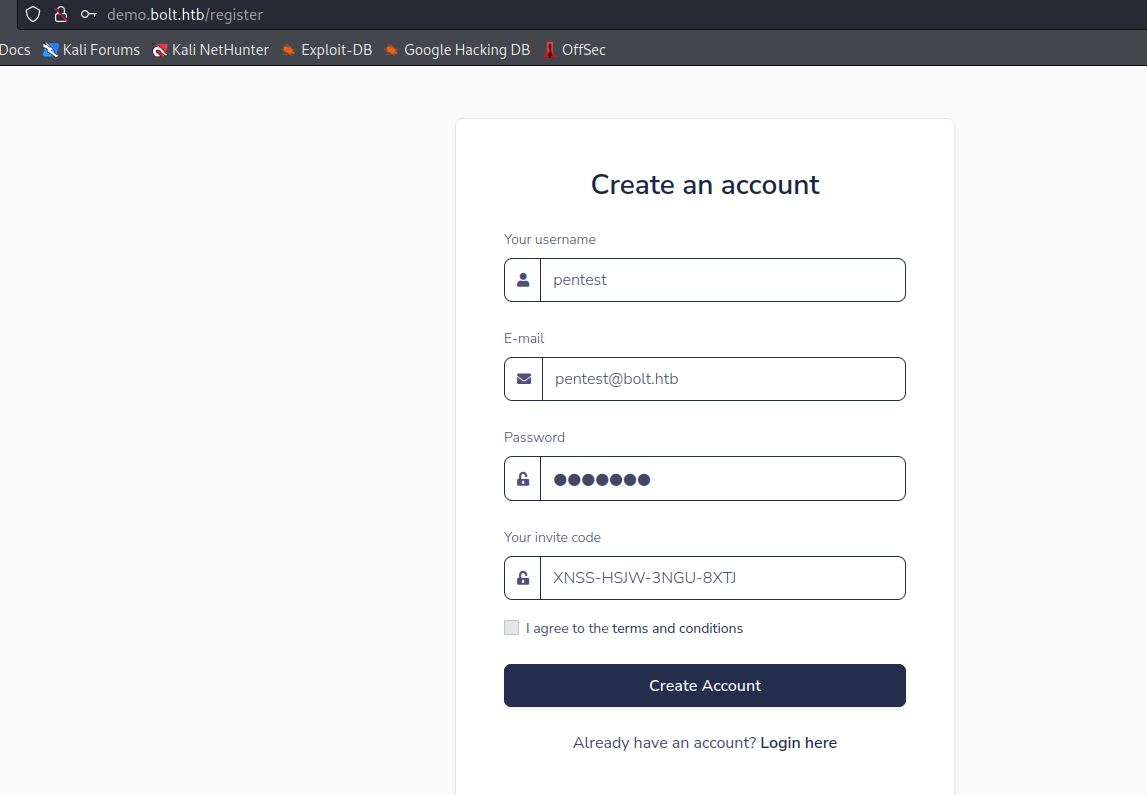 demo.bolt.htb/register
Docs Kali Forums Kali NetHunter Exploit-DB Google Hacking DB OffSec
Create an account
Your username
pentest
E-mail
pentest@bolt.htb
Password
●●●●●●●
Your invite code
XNSS-HSJW-3NGU-8XTJ
I agree to the terms and conditions
Create Account
Already have an account? Login here